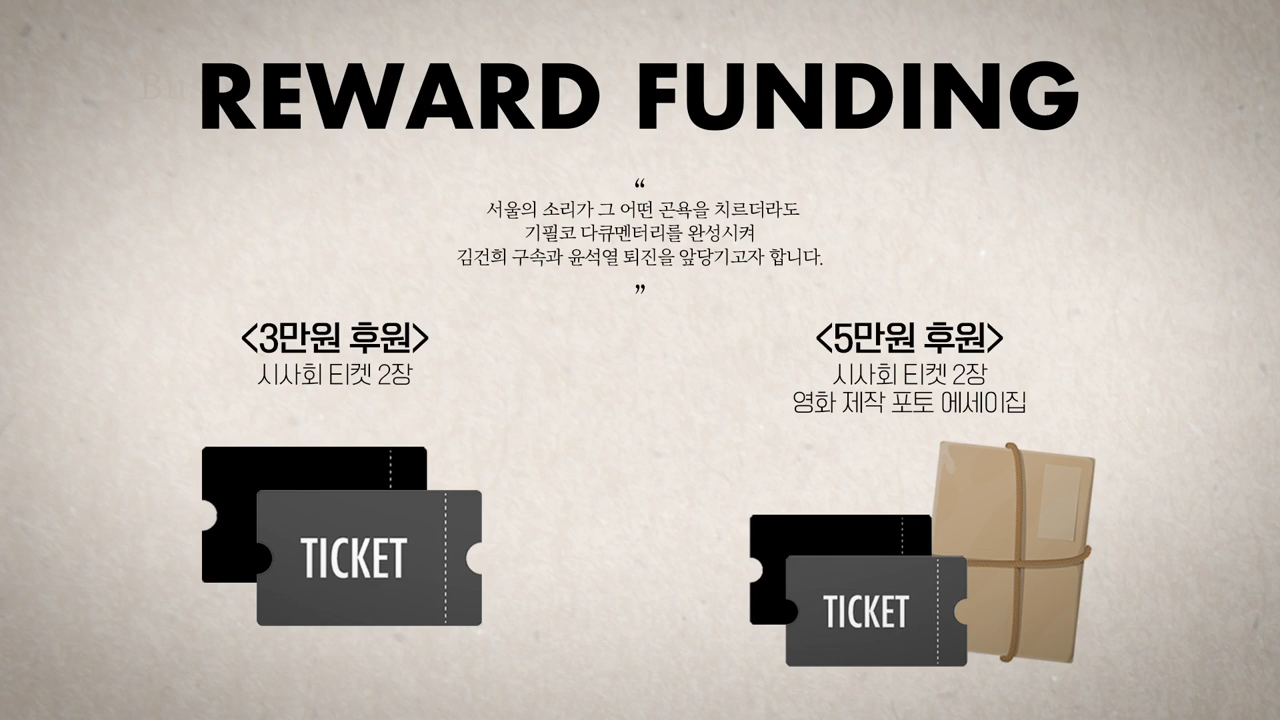 REWARD FUNDING
“
서울의 소리가 그 어떤 곤욕을 치르더라도
기필코 다큐멘터리를 완성시켜
김건희 구속과 윤석열 퇴진을 앞당기고자 합니다.
”
<3만원 후원>
시사회 티켓 2장
<5만원 후원>
시사회 티켓 2장
영화 제작 포토 에세이집
TICKET
TICKET